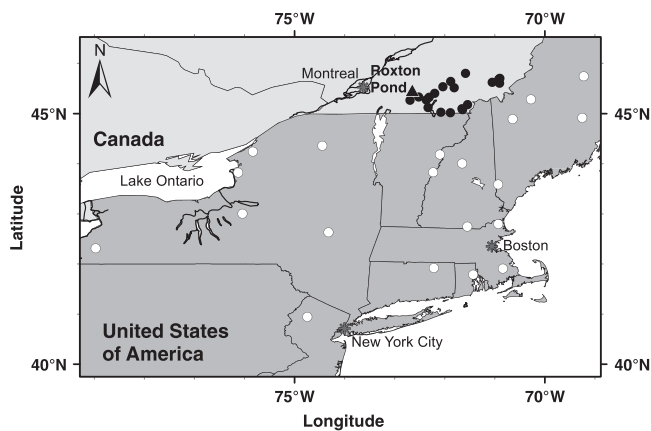 75°W
70°W
N
Montreal
Roxton
Pond
45°N
45°N
Canada
Lake Ontario
Latitude
Boston
United States
of America
New York City
40°N
40°N
75°W
70°W
Longitude